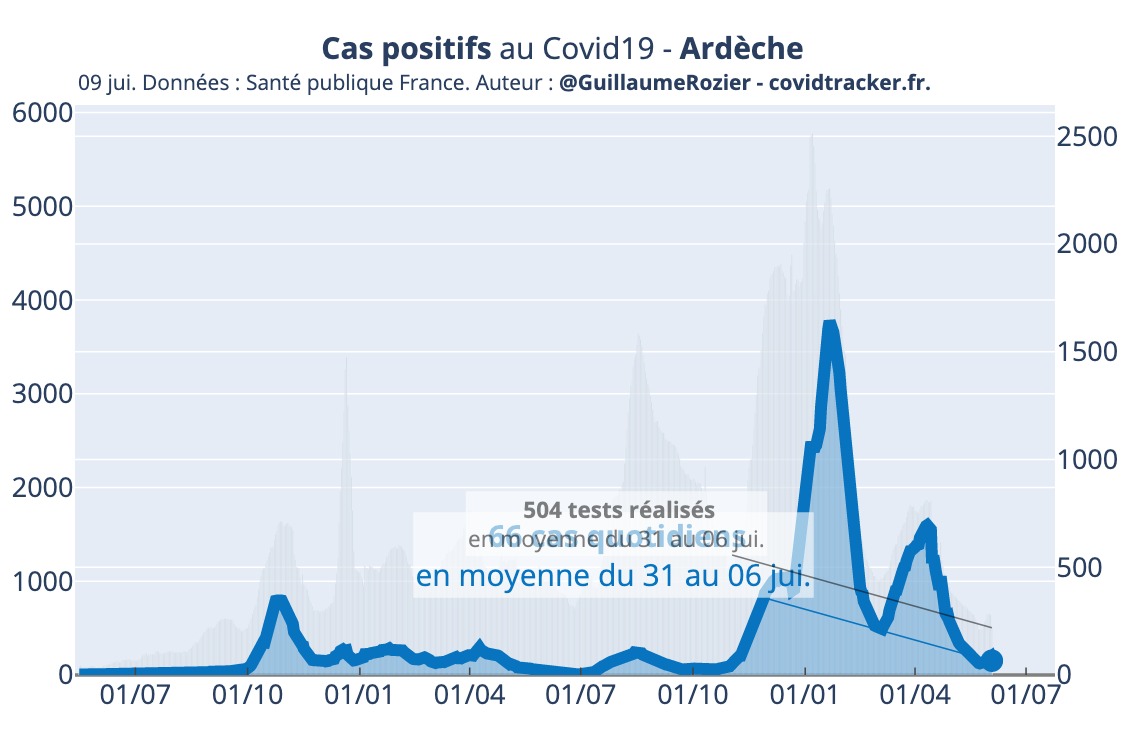 Cas positifs au Covid19 - Ardèche
09 jui. Données : Santé publique France. Auteur : @GuillaumeRozier - covidtracker.fr.
6000
5000
4000
3000
2000
1000
0
2500
2000
1500
1000
500
0
504 tests réalisés
en moyenne du 31 au 06 jui.
66 cas quotidiens
en moyenne du 31 au 06 jui.
01/07 01/10 01/01 01/04 01/07 01/10 01/01 01/04 01/07